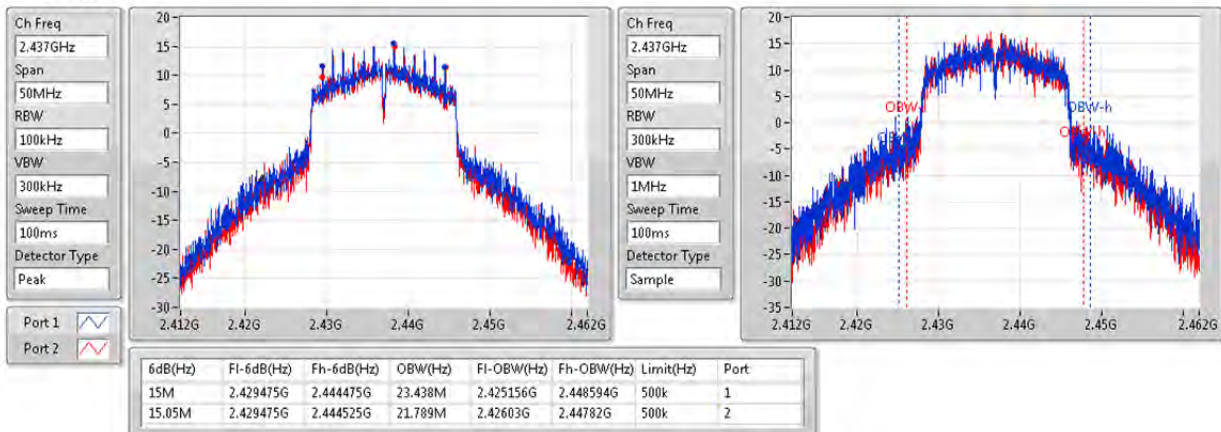 Ch Freq
2.437GHz
Span
50MHz
RBW
100kHz
VBW
300kHz
Sweep Time
100ms
Detector Type
Peak
Port 1
Port 2
20
15
10
5
0
-5
-10
-15
-20
-25
-30
2.412G 2.42G 2.43G 2.44G 2.45G 2.462G
Ch Freq
2.437GHz
Span
50MHz
RBW
300kHz
VBW
1MHz
Sweep Time
100ms
Detector Type
Sample
20
15
10
5
0
-5
-10
-15
-20
-25
-30
-35
OBW-h
2.412G 2.42G 2.43G 2.44G 2.45G 2.462G
6dB(Hz) Fl-6dB(Hz) Fh-6dB(Hz) OBW(Hz) Fl-OBW(Hz) Fh-OBW(Hz) Limit(Hz) Port
15M 2.429475G 2.444475G 23.438M 2.425156G 2.448594G 500k 1
15.05M 2.429475G 2.444525G 21.789M 2.42603G 2.44782G 500k 2